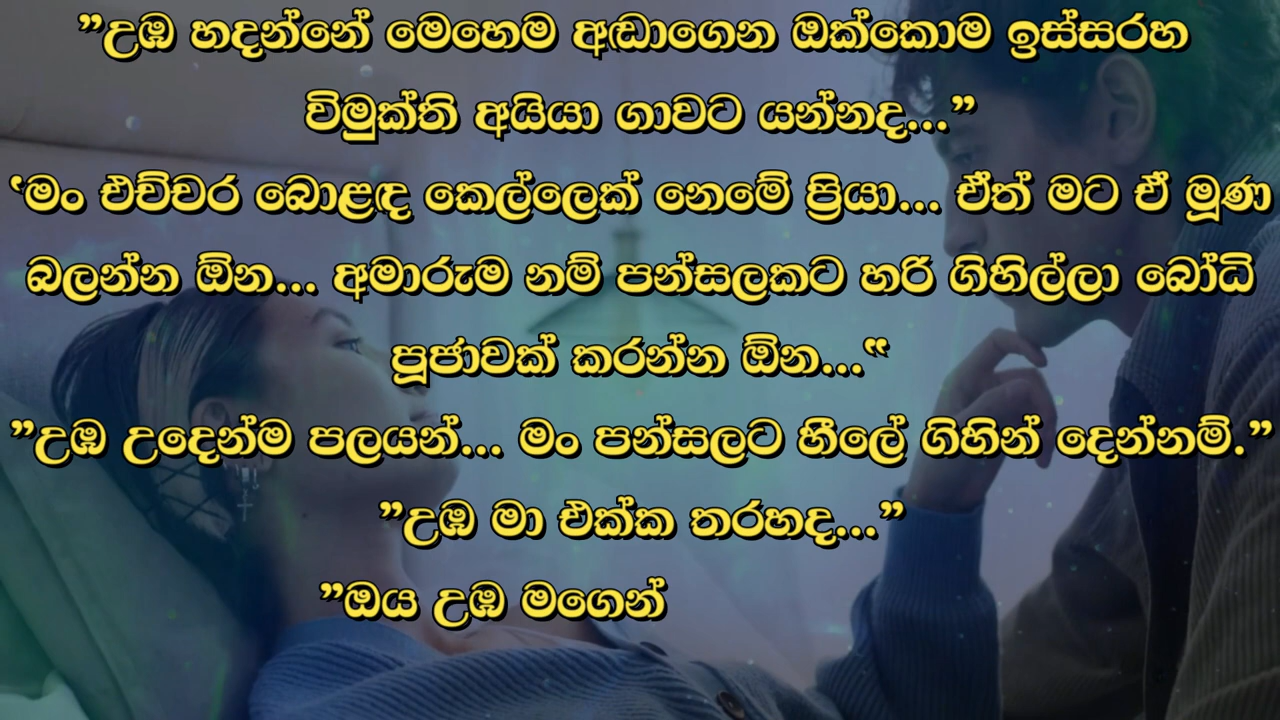 ”උඹ හදන්නේ මෙහෙම අඬාගෙන ඔක්කොම ඉස්සරහ
විමුක්ති අයියා ගාවට යන්නද...”
‛මං එච්චර බොළඳ කෙල්ලෙක් නෙමේ ප්‍රියා... ඒත් මට ඒ මූණ
බලන්න ඕන... අමාරුම නම් පන්සලකට හරි ගිහිල්ලා බෝධි
පූජාවක් කරන්න ඕන...‟
”උඹ උදෙන්ම පලයන්... මං පන්සලට හීලේ ගිහින් දෙන්නම්.”
”උඹ මා එක්ක තරහද...”
”ඔය උඹ මගෙන්